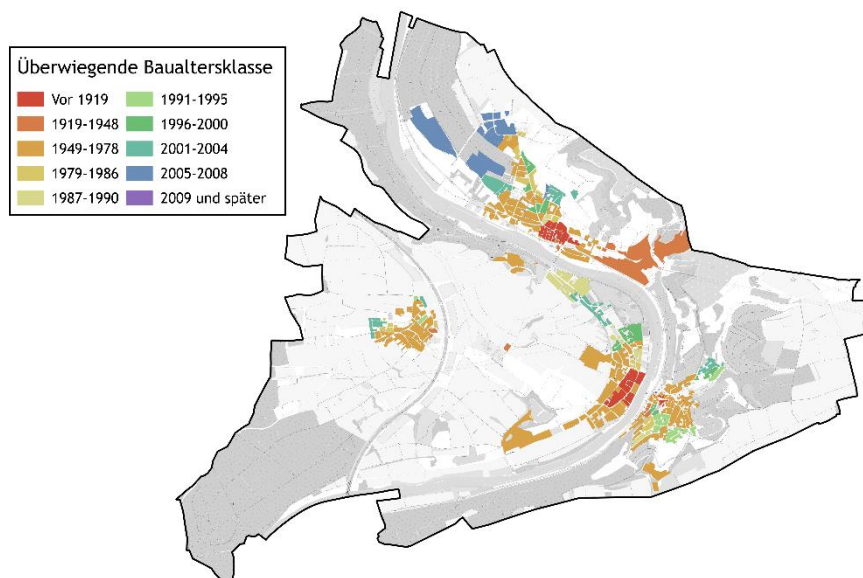 Überwiegende Baualtersklasse
Vor 1919
1919-1948
1949-1978
1979-1986
1987-1990
1991-1995
1996-2000
2001-2004
2005-2008
2009 und später